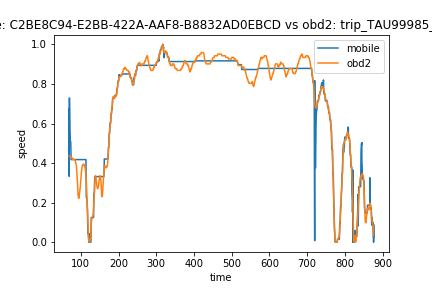 e: C2BE8C94-E2BB-422A-AAF8-B8832AD0EBCD vs obd2: trip_TAU99985_
mobile
obd2
1.0
0.8
0.6
0.4
0.2
0.0
speed
100 200 300 400 500 600 700 800 900
time